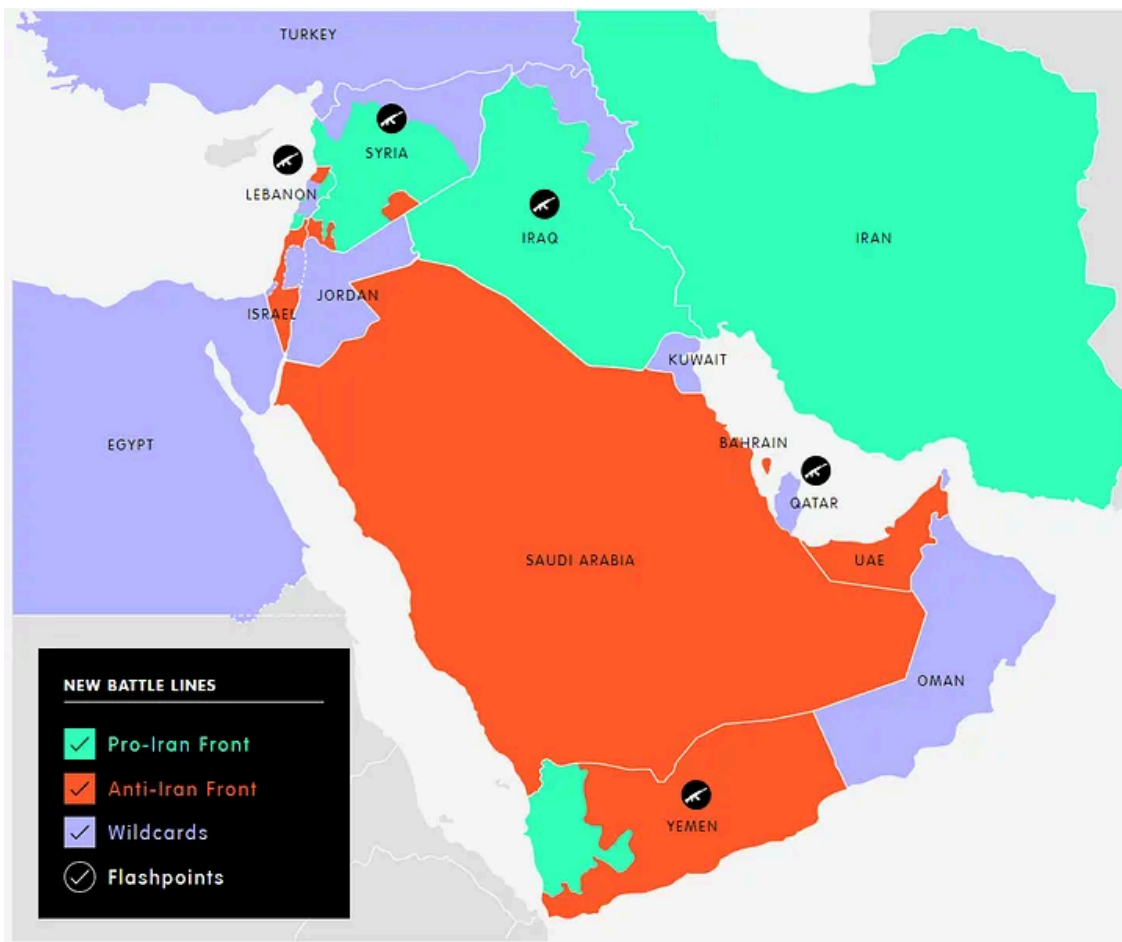 TURKEY
SYRIA
LEBANON
IRAQ
IRAN
JORDAN
ISRAEL
KUWAIT
EGYPT
BAHRAIN
QATAR
SAUDI ARABIA
UAE
OMAN
YEMEN
NEW BATTLE LINES
Pro-Iran Front
Anti-Iran Front
Wildcards
Flashpoints